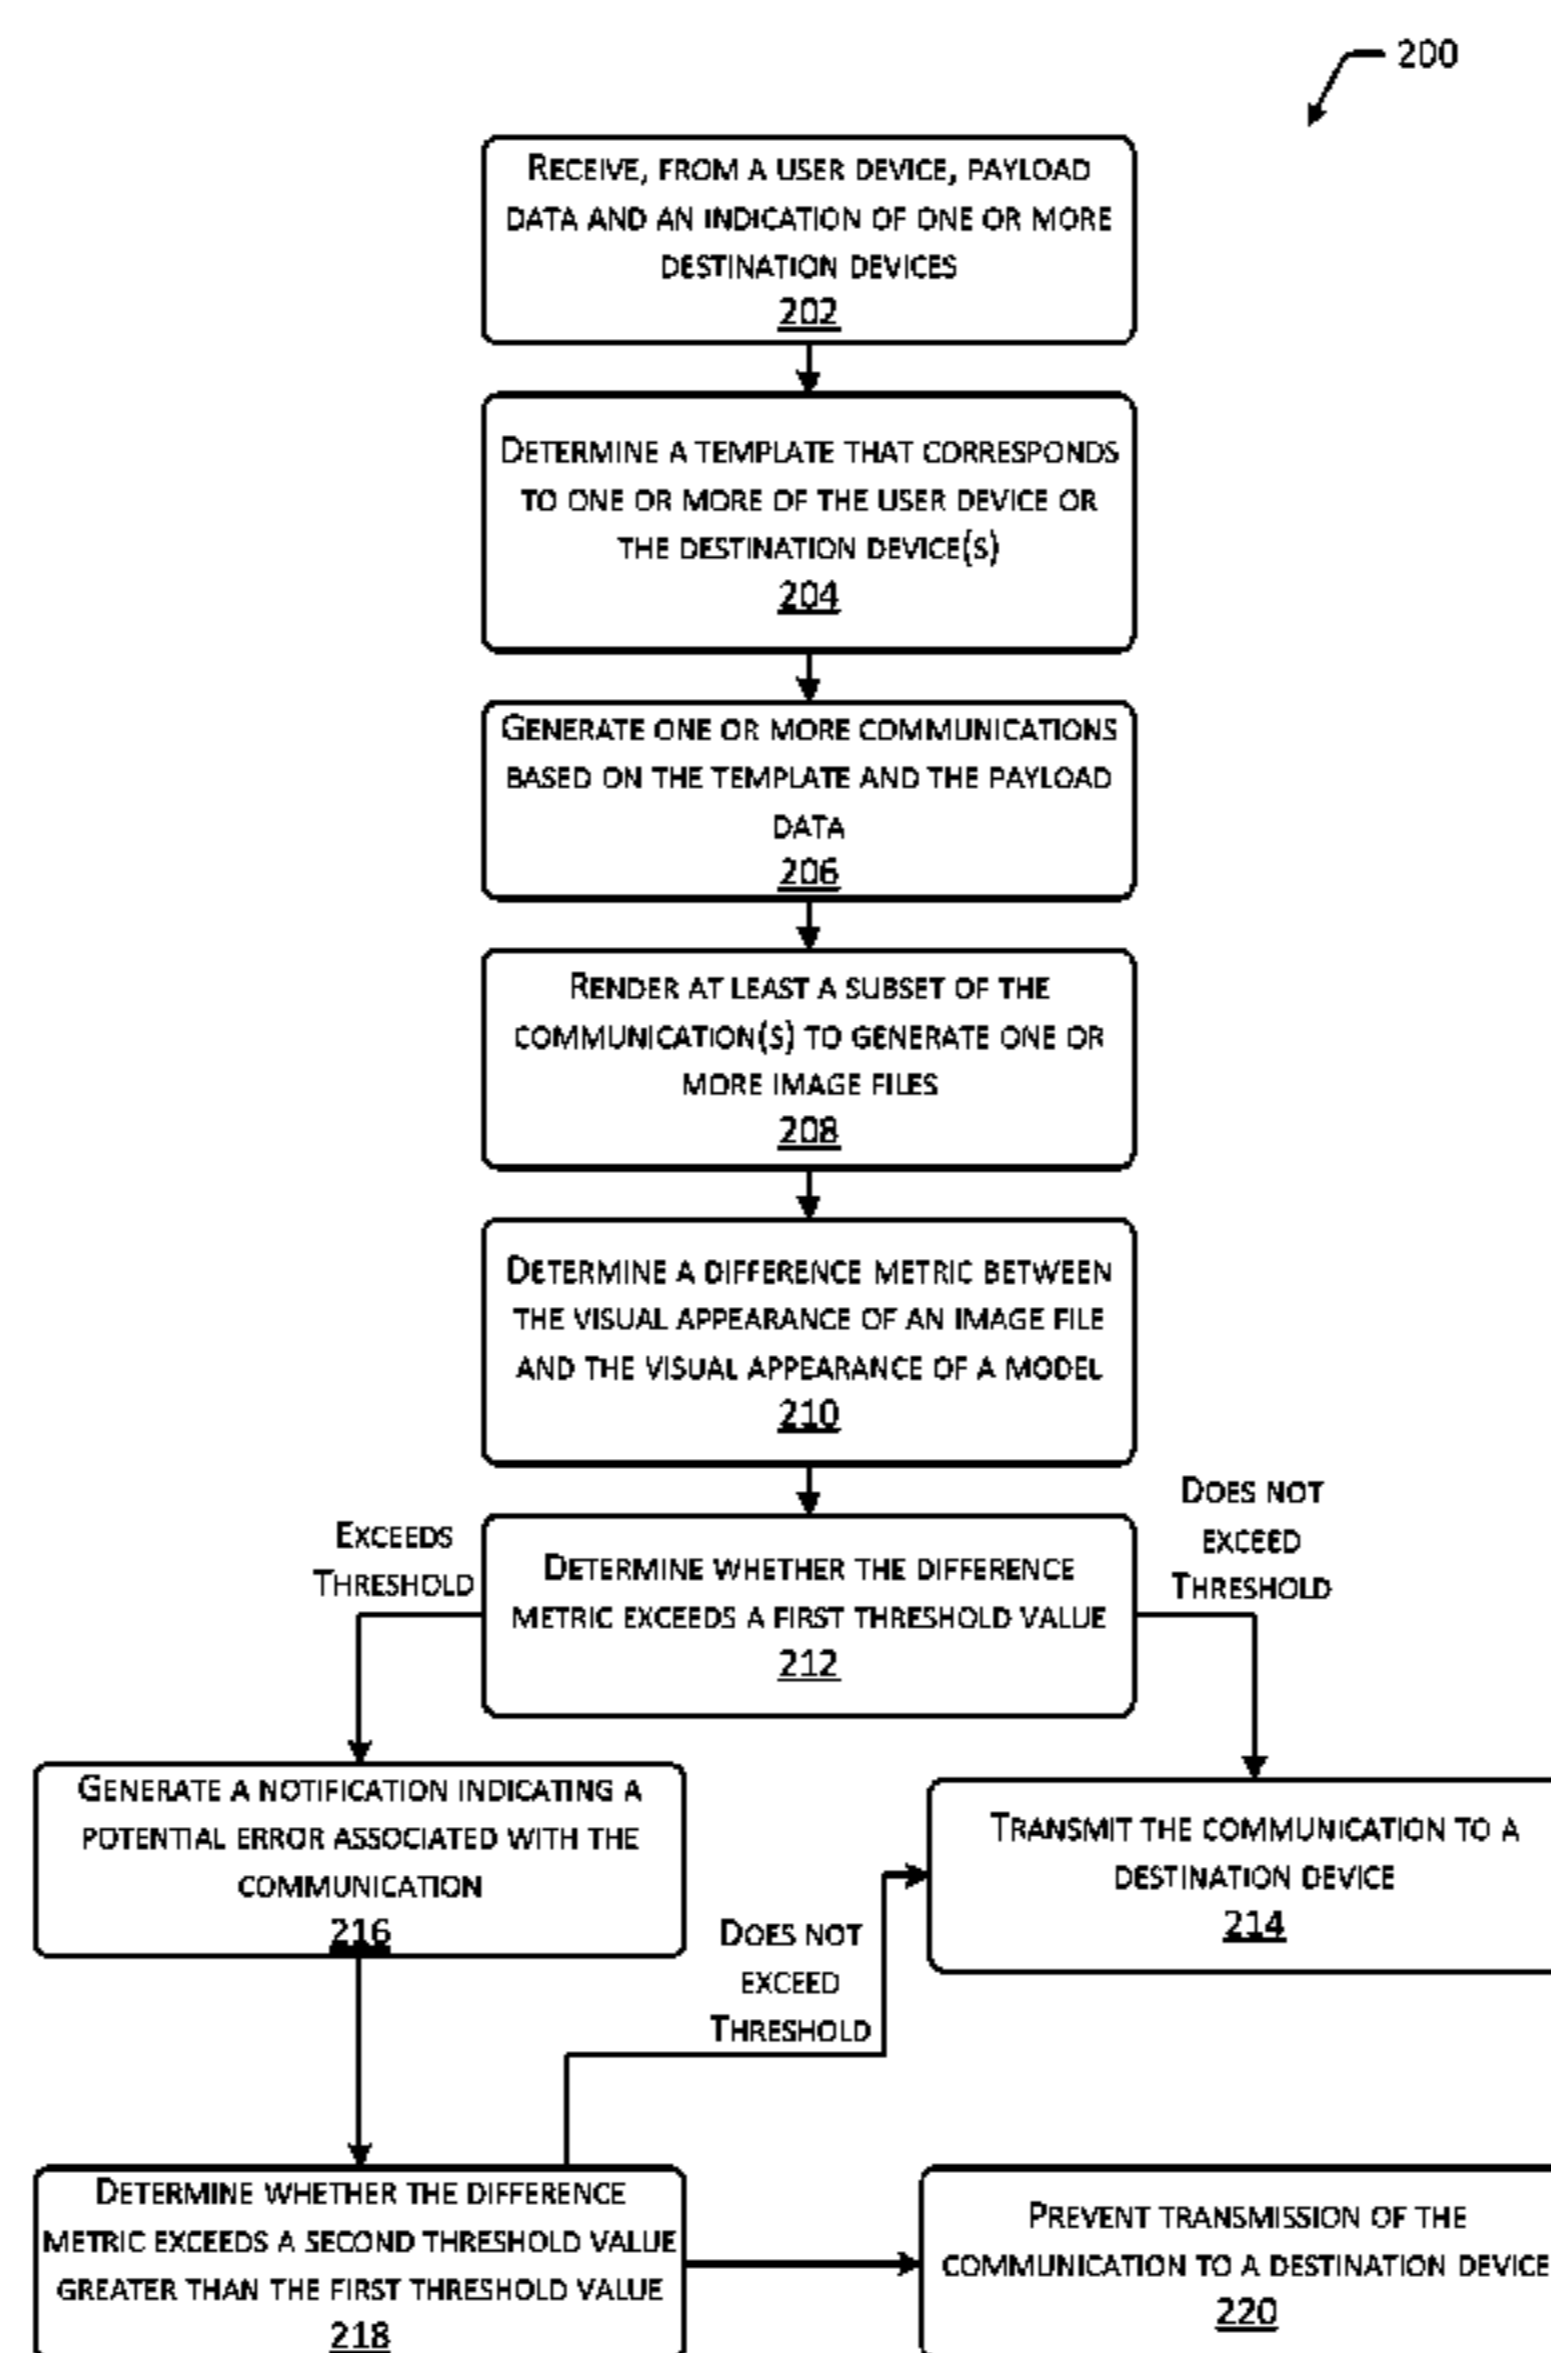 200
RECEIVE, FROM A USER DEVICE, PAYLOAD
DATA AND AN INDICATION OF ONE OR MORE
DESTINATION DEVICES
202
DETERMINE A TEMPLATE THAT CORRESPONDS
TO ONE OR MORE OF THE USER DEVICE OR
THE DESTINATION DEVICE(S)
204
GENERATE ONE OR MORE COMMUNICATIONS
BASED ON THE TEMPLATE AND THE PAYLOAD
DATA
206
RENDER AT LEAST A SUBSET OF THE
COMMUNICATION(S) TO GENERATE ONE OR
MORE IMAGE FILES
208
DETERMINE A DIFFERENCE METRIC BETWEEN
THE VISUAL APPEARANCE OF AN IMAGE FILE
AND THE VISUAL APPEARANCE OF A MODEL
210
EXCEEDS
THRESHOLD
DETERMINE WHETHER THE DIFFERENCE
METRIC EXCEEDS A FIRST THRESHOLD VALUE
212
DOES NOT
EXCEED
THRESHOLD
GENERATE A NOTIFICATION INDICATING A
POTENTIAL ERROR ASSOCIATED WITH THE
COMMUNICATION
216
TRANSMIT THE COMMUNICATION TO A
DESTINATION DEVICE
214
DOES NOT
EXCEED
THRESHOLD
DETERMINE WHETHER THE DIFFERENCE
METRIC EXCEEDS A SECOND THRESHOLD VALUE
GREATER THAN THE FIRST THRESHOLD VALUE
218
PREVENT TRANSMISSION OF THE
COMMUNICATION TO A DESTINATION DEVICE
220